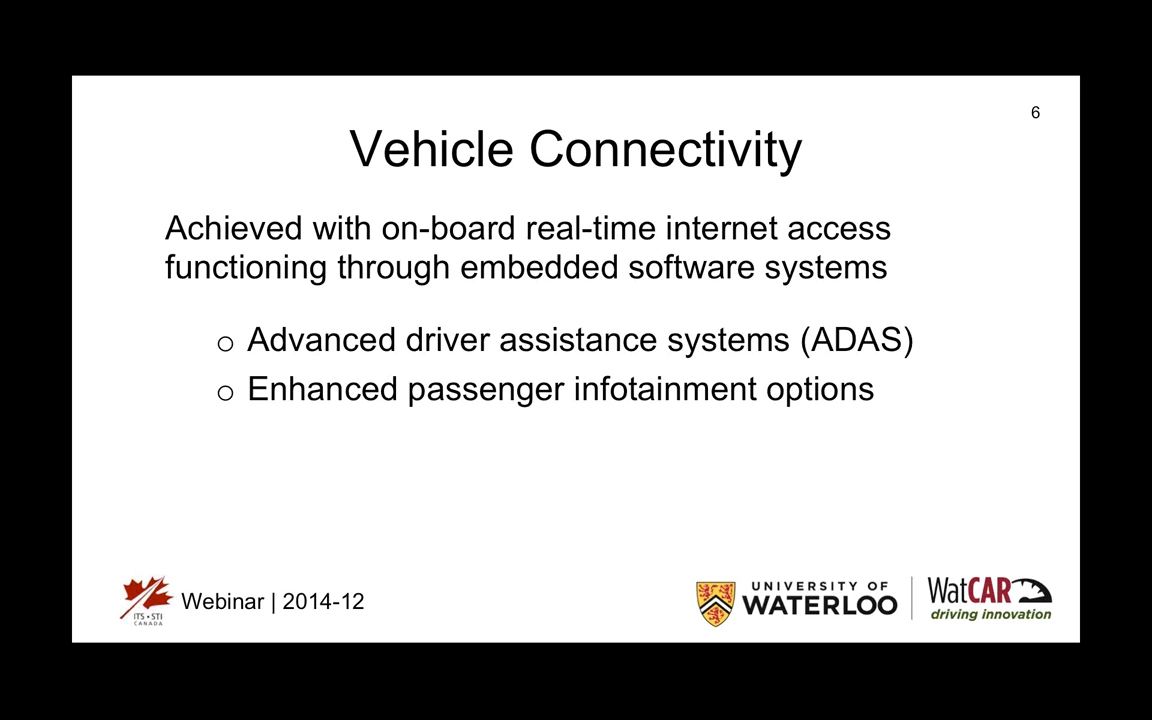 6
Vehicle Connectivity
Achieved with on-board real-time internet access
functioning through embedded software systems
o Advanced driver assistance systems (ADAS)
o Enhanced passenger infotainment options
ITS • STI
CANADA
Webinar | 2014-12
UNIVERSITY OF
WATERLOO
WatCAR
driving innovation